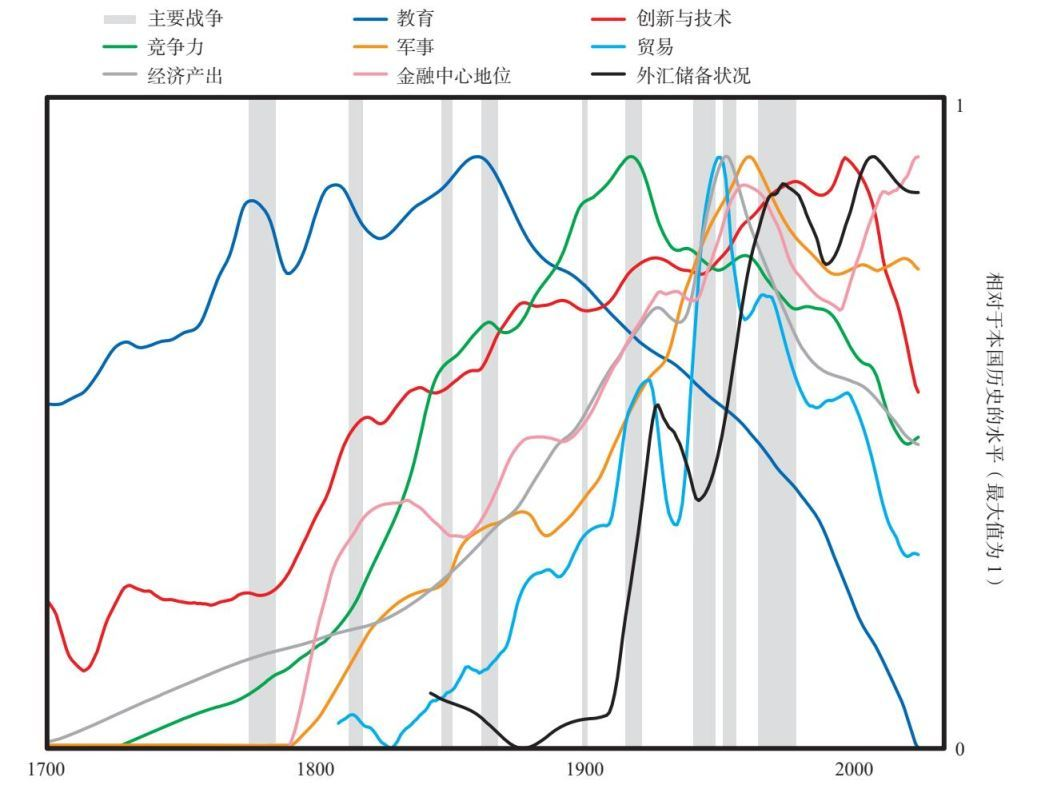 主要战争 教育 创新与技术
竞争力 军事 贸易
经济产出 金融中心地位 外汇储备状况
1
相对于本国历史的水平（最大值为1）
0
1700 1800 1900 2000